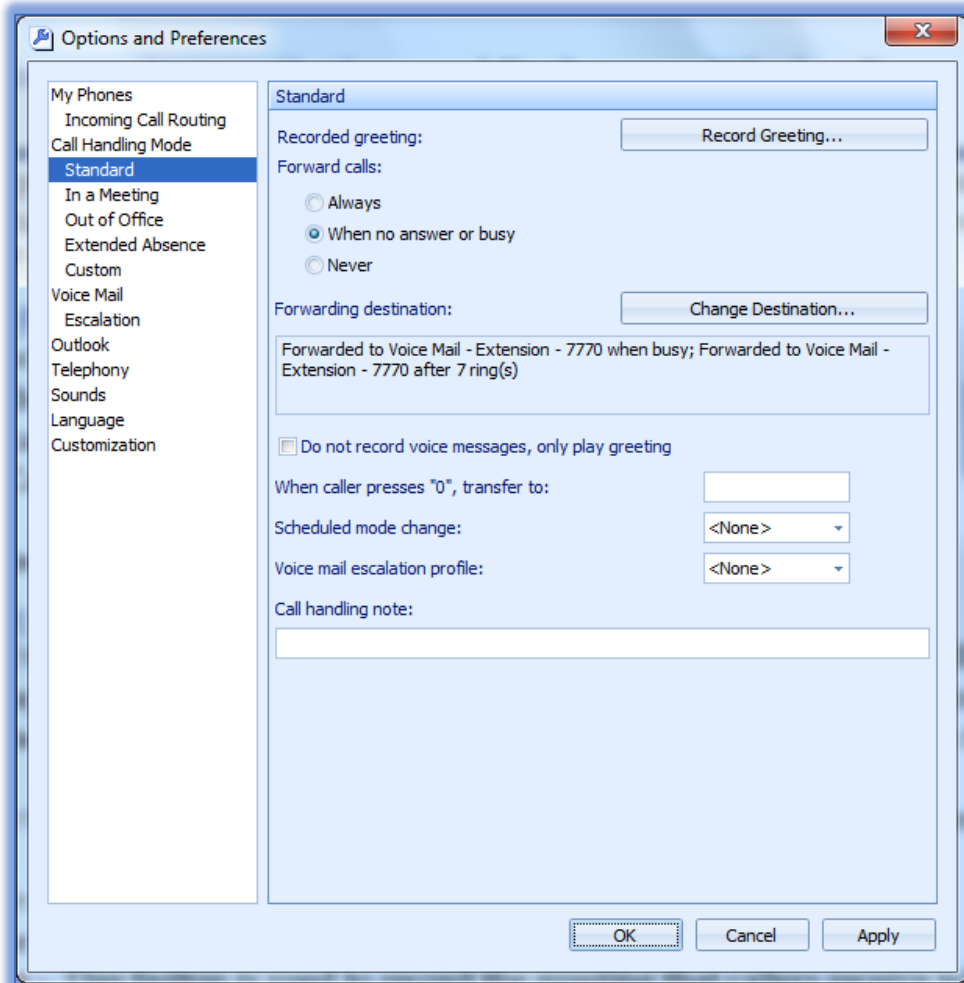 Options and Preferences
My Phones
Incoming Call Routing
Call Handling Mode
Standard
In a Meeting
Out of Office
Extended Absence
Custom
Voice Mail
Escalation
Outlook
Telephony
Sounds
Language
Customization
Standard
Recorded greeting:
Record Greeting...
Forward calls:
Always
When no answer or busy
Never
Forwarding destination:
Change Destination...
Forwarded to Voice Mail - Extension - 7770 when busy; Forwarded to Voice Mail -
Extension - 7770 after 7 ring(s)
Do not record voice messages, only play greeting
When caller presses "0", transfer to:
Scheduled mode change:
<None>
Voice mail escalation profile:
<None>
Call handling note:
OK
Cancel
Apply